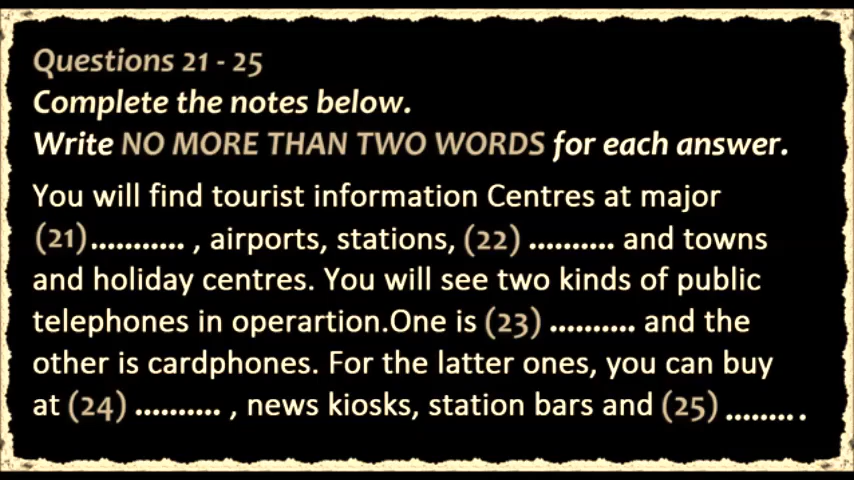 Questions 21 - 25
Complete the notes below.
Write NO MORE THAN TWO WORDS for each answer.
You will find tourist information Centres at major
(21)........... , airports, stations, (22) .......... and towns
and holiday centres. You will see two kinds of public
telephones in operartion.One is (23) .......... and the
other is cardphones. For the latter ones, you can buy
at (24) .......... , news kiosks, station bars and (25) ........ .